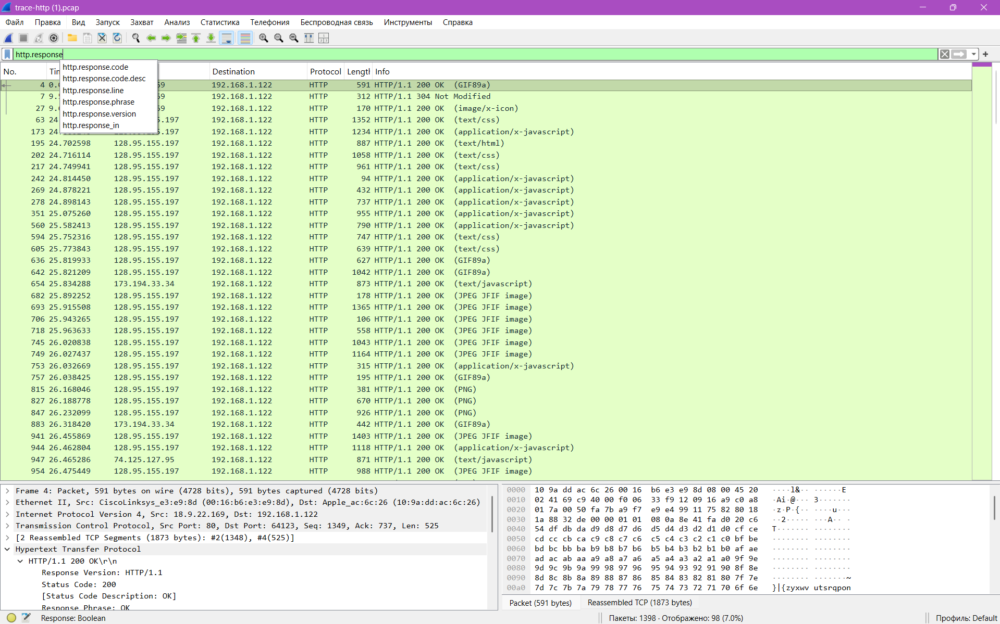 trace-http (1).pcap
Файл Правка Вид Запуск Захват Анализ Статистика Телефония Беспроводная связь Инструменты Справка
http.response
http.response.code
http.response.code.desc
http.response.line
http.response.phrase
http.response.version
http.response_in
No. Tim Destination Protocol Length Info
4 0. 69 192.168.1.122 HTTP 591 HTTP/1.1 200 OK (GIF89a)
7 9. 69 192.168.1.122 HTTP 312 HTTP/1.1 304 Not Modified
27 9. 69 192.168.1.122 HTTP 170 HTTP/1.1 200 OK (image/x-icon)
63 24. 5.197 192.168.1.122 HTTP 1352 HTTP/1.1 200 OK (text/css)
173 24. 5.197 192.168.1.122 HTTP 1234 HTTP/1.1 200 OK (application/x-javascript)
195 24.702598 128.95.155.197 192.168.1.122 HTTP 887 HTTP/1.1 200 OK (text/html)
202 24.716114 128.95.155.197 192.168.1.122 HTTP 1058 HTTP/1.1 200 OK (text/css)
217 24.749941 128.95.155.197 192.168.1.122 HTTP 961 HTTP/1.1 200 OK (text/css)
242 24.814450 128.95.155.197 192.168.1.122 HTTP 94 HTTP/1.1 200 OK (application/x-javascript)
269 24.878221 128.95.155.197 192.168.1.122 HTTP 432 HTTP/1.1 200 OK (application/x-javascript)
278 24.898143 128.95.155.197 192.168.1.122 HTTP 737 HTTP/1.1 200 OK (application/x-javascript)
351 25.075260 128.95.155.197 192.168.1.122 HTTP 955 HTTP/1.1 200 OK (application/x-javascript)
560 25.582413 128.95.155.197 192.168.1.122 HTTP 790 HTTP/1.1 200 OK (application/x-javascript)
594 25.752316 128.95.155.197 192.168.1.122 HTTP 747 HTTP/1.1 200 OK (text/css)
605 25.773843 128.95.155.197 192.168.1.122 HTTP 639 HTTP/1.1 200 OK (text/css)
636 25.819933 128.95.155.197 192.168.1.122 HTTP 627 HTTP/1.1 200 OK (GIF89a)
642 25.821209 128.95.155.197 192.168.1.122 HTTP 1042 HTTP/1.1 200 OK (GIF89a)
654 25.834288 173.194.33.34 192.168.1.122 HTTP 873 HTTP/1.1 200 OK (text/javascript)
682 25.892252 128.95.155.197 192.168.1.122 HTTP 178 HTTP/1.1 200 OK (JPEG JFIF image)
693 25.915508 128.95.155.197 192.168.1.122 HTTP 1365 HTTP/1.1 200 OK (JPEG JFIF image)
706 25.943265 128.95.155.197 192.168.1.122 HTTP 106 HTTP/1.1 200 OK (JPEG JFIF image)
718 25.963633 128.95.155.197 192.168.1.122 HTTP 558 HTTP/1.1 200 OK (JPEG JFIF image)
745 26.020838 128.95.155.197 192.168.1.122 HTTP 1043 HTTP/1.1 200 OK (JPEG JFIF image)
749 26.027437 128.95.155.197 192.168.1.122 HTTP 1164 HTTP/1.1 200 OK (JPEG JFIF image)
753 26.032669 128.95.155.197 192.168.1.122 HTTP 315 HTTP/1.1 200 OK (application/x-javascript)
757 26.038425 128.95.155.197 192.168.1.122 HTTP 195 HTTP/1.1 200 OK (GIF89a)
815 26.168046 128.95.155.197 192.168.1.122 HTTP 381 HTTP/1.1 200 OK (PNG)
827 26.188778 128.95.155.197 192.168.1.122 HTTP 670 HTTP/1.1 200 OK (PNG)
847 26.232099 128.95.155.197 192.168.1.122 HTTP 926 HTTP/1.1 200 OK (PNG)
883 26.318420 173.194.33.34 192.168.1.122 HTTP 442 HTTP/1.1 200 OK (GIF89a)
941 26.455869 128.95.155.197 192.168.1.122 HTTP 1403 HTTP/1.1 200 OK (JPEG JFIF image)
944 26.462804 128.95.155.197 192.168.1.122 HTTP 1118 HTTP/1.1 200 OK (application/x-javascript)
947 26.465286 74.125.127.95 192.168.1.122 HTTP 871 HTTP/1.1 200 OK (text/javascript)
954 26.475449 128.95.155.197 192.168.1.122 HTTP 988 HTTP/1.1 200 OK (JPEG JFIF image)
Frame 4: Packet, 591 bytes on wire (4728 bits), 591 bytes captured (4728 bits)
Ethernet II, Src: CiscoLinksys_e3:e9:8d (00:16:b6:e3:e9:8d), Dst: Apple_ac:6c:26 (10:9a:dd:ac:6c:26)
Internet Protocol Version 4, Src: 18.9.22.169, Dst: 192.168.1.122
Transmission Control Protocol, Src Port: 80, Dst Port: 64123, Seq: 1349, Ack: 737, Len: 525
[2 Reassembled TCP Segments (1873 bytes): #2(1348), #4(525)]
Hypertext Transfer Protocol
HTTP/1.1 200 OK\r\n
Response Version: HTTP/1.1
Status Code: 200
[Status Code Description: OK]
Response Phrase: OK
0000 10 9a dd ac 6c 26 00 16 b6 e3 e9 8d 08 00 45 20 ····l&·· ······E
0010 02 41 69 c9 40 00 f0 06 33 f9 12 09 16 a9 c0 a8 ·Ai·@··· 3·······
0020 01 7a 00 50 fa 7b a9 f7 e9 e4 99 11 75 82 80 18 ·z·P·{·· ····u···
0030 1a 88 32 de 00 00 01 01 08 0a 8e 41 fa d0 20 c6 ··2····· ···A·· ·
0040 54 df db da d9 d8 d7 d6 d5 d4 d3 d2 d1 d0 cf ce T······· ········
0050 cd cc cb ca c9 c8 c7 c6 c5 c4 c3 c2 c1 c0 bf be ········ ········
0060 bd bc bb ba b9 b8 b7 b6 b5 b4 b3 b2 b1 b0 af ae ········ ········
0070 ad ac ab aa a9 a8 a7 a6 a5 a4 a3 a2 a1 a0 9f 9e ········ ········
0080 9d 9c 9b 9a 99 98 97 96 95 94 93 92 91 90 8f 8e ········ ········
0090 8d 8c 8b 8a 89 88 87 86 85 84 83 82 81 80 7f 7e ········ ·······~
00a0 7d 7c 7b 7a 79 78 77 76 75 74 73 72 71 70 6f 6e }|{zyxwv utsrqpon
Packet (591 bytes) Reassembled TCP (1873 bytes)
Response: Boolean
Пакеты: 1398 · Отображено: 98 (7.0%)
Профиль: Default